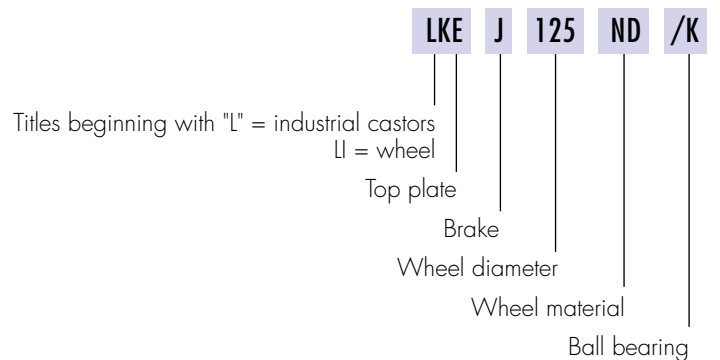 LKE J 125 ND /K
Titles beginning with "L" = industrial castors
LI = wheel
Top plate
Brake
Wheel diameter
Wheel material
Ball bearing